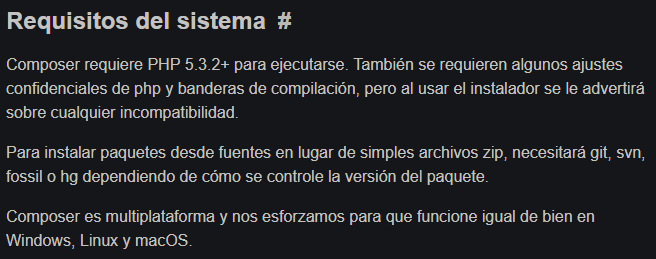 Requisitos del sistema #
Composer requiere PHP 5.3.2+ para ejecutarse. También se requieren algunos ajustes
confidenciales de php y banderas de compilación, pero al usar el instalador se le advertirá
sobre cualquier incompatibilidad.
Para instalar paquetes desde fuentes en lugar de simples archivos zip, necesitará git, svn,
fossil o hg dependiendo de cómo se controle la versión del paquete.
Composer es multiplataforma y nos esforzamos para que funcione igual de bien en
Windows, Linux y macOS.